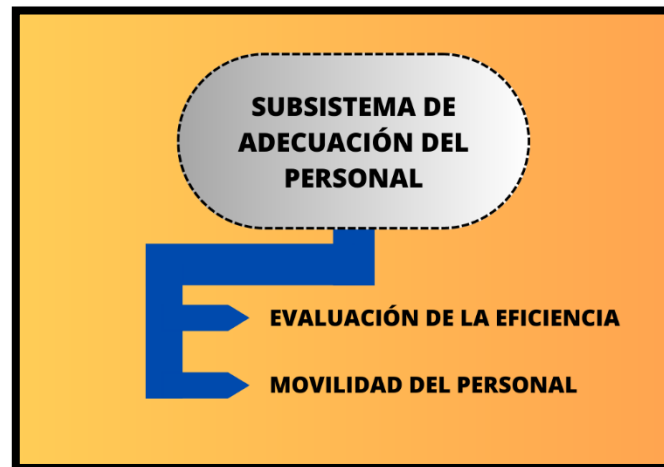 SUBSISTEMA DE
ADECUACIÓN DEL
PERSONAL
EVALUACIÓN DE LA EFICIENCIA
MOVILIDAD DEL PERSONAL